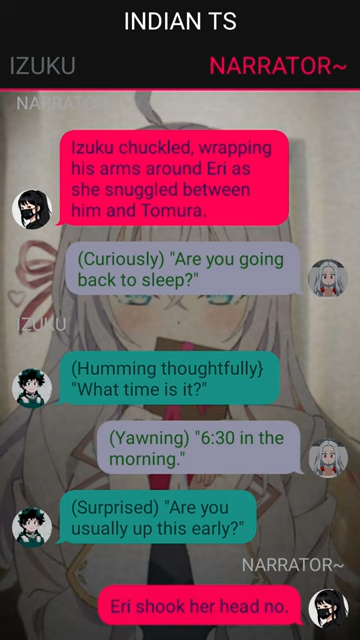 INDIAN TS
IZUKU
NARRATOR~
NARRATOR~
Izuku chuckled, wrapping
his arms around Eri as
she snuggled between
him and Tomura.
(Curiously) "Are you going
back to sleep?"
IZUKU
(Humming thoughtfully}
"What time is it?"
(Yawning) "6:30 in the
morning."
(Surprised) "Are you
usually up this early?"
NARRATOR~
Eri shook her head no.